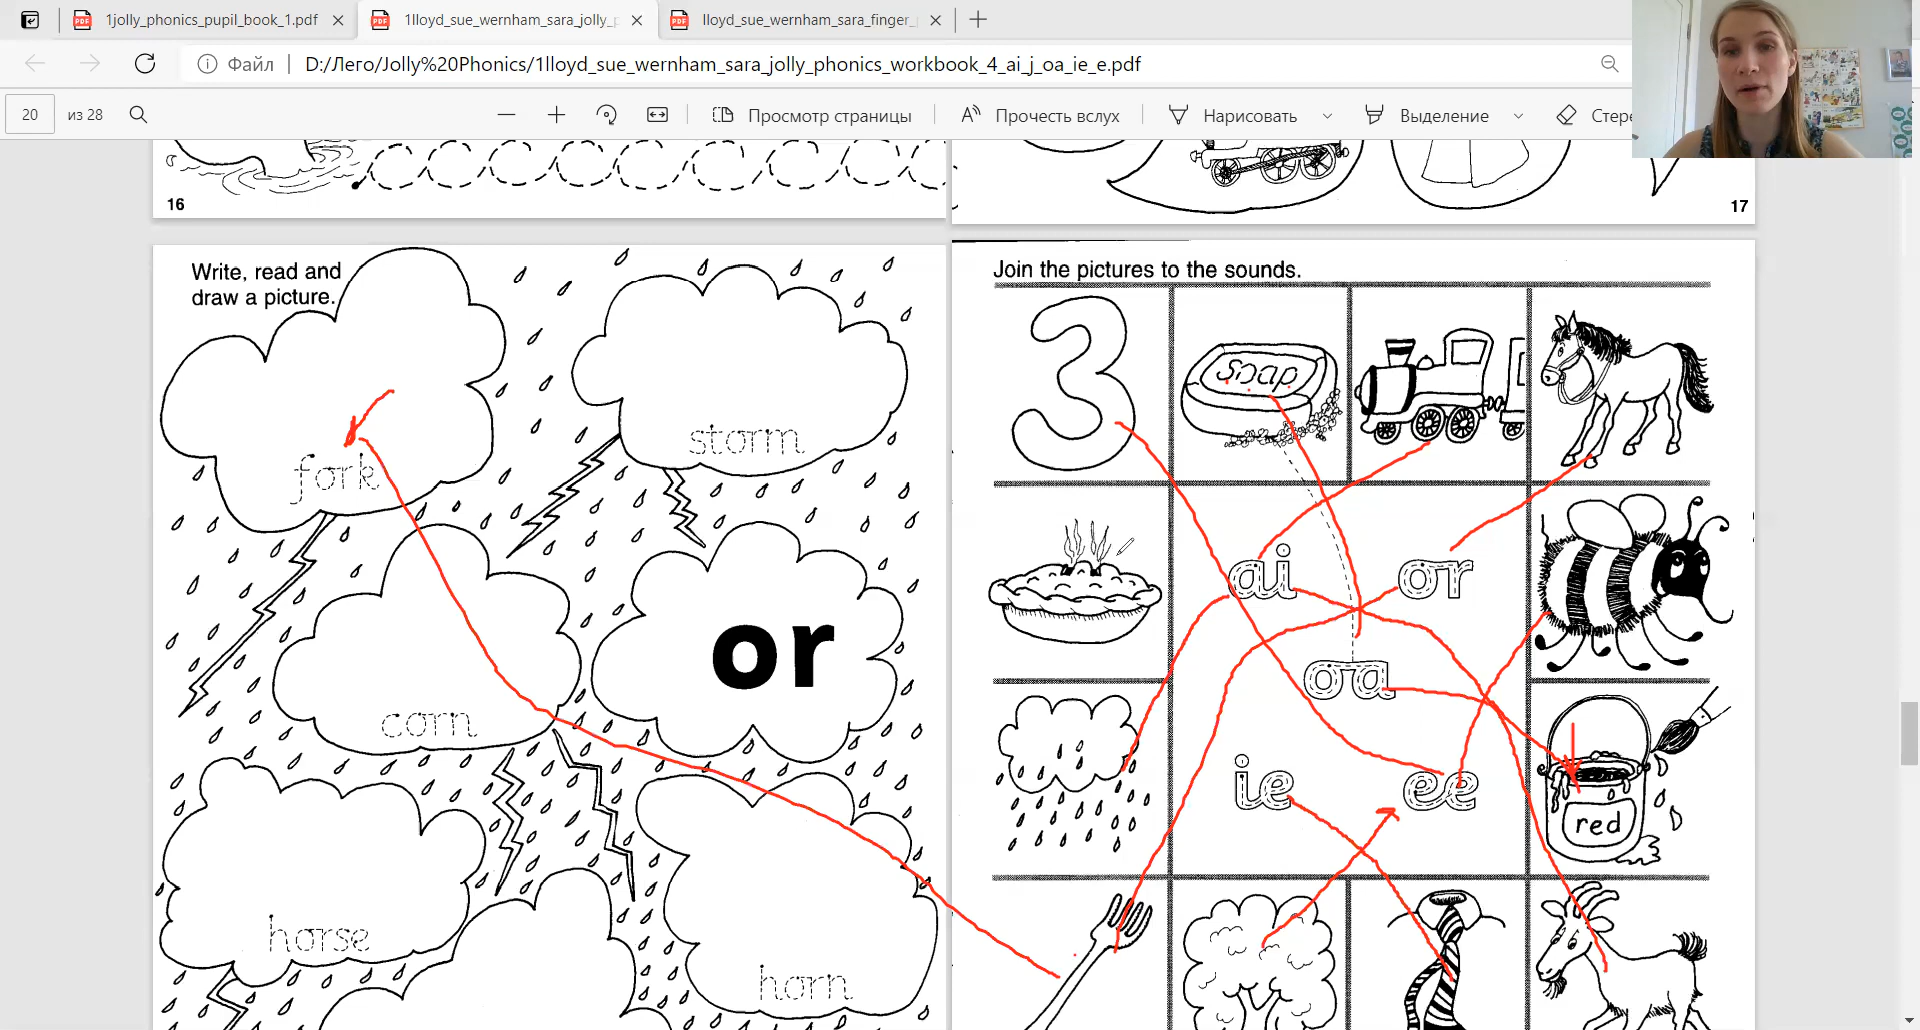 1jolly_phonics_pupil_book_1.pdf
1lloyd_sue_wernham_sara_jolly_p
lloyd_sue_wernham_sara_finger_
Файл
D:/Лего/Jolly%20Phonics/1lloyd_sue_wernham_sara_jolly_phonics_workbook_4_ai_j_oa_ie_e.pdf
20 из 28
Просмотр страницы
Прочесть вслух
Нарисовать
Выделение
Стере
16
17
Write, read and
draw a picture.
fork
storm
corn
or
horse
horn
Join the pictures to the sounds.
3
soap
ai
or
oa
ie
ee
red